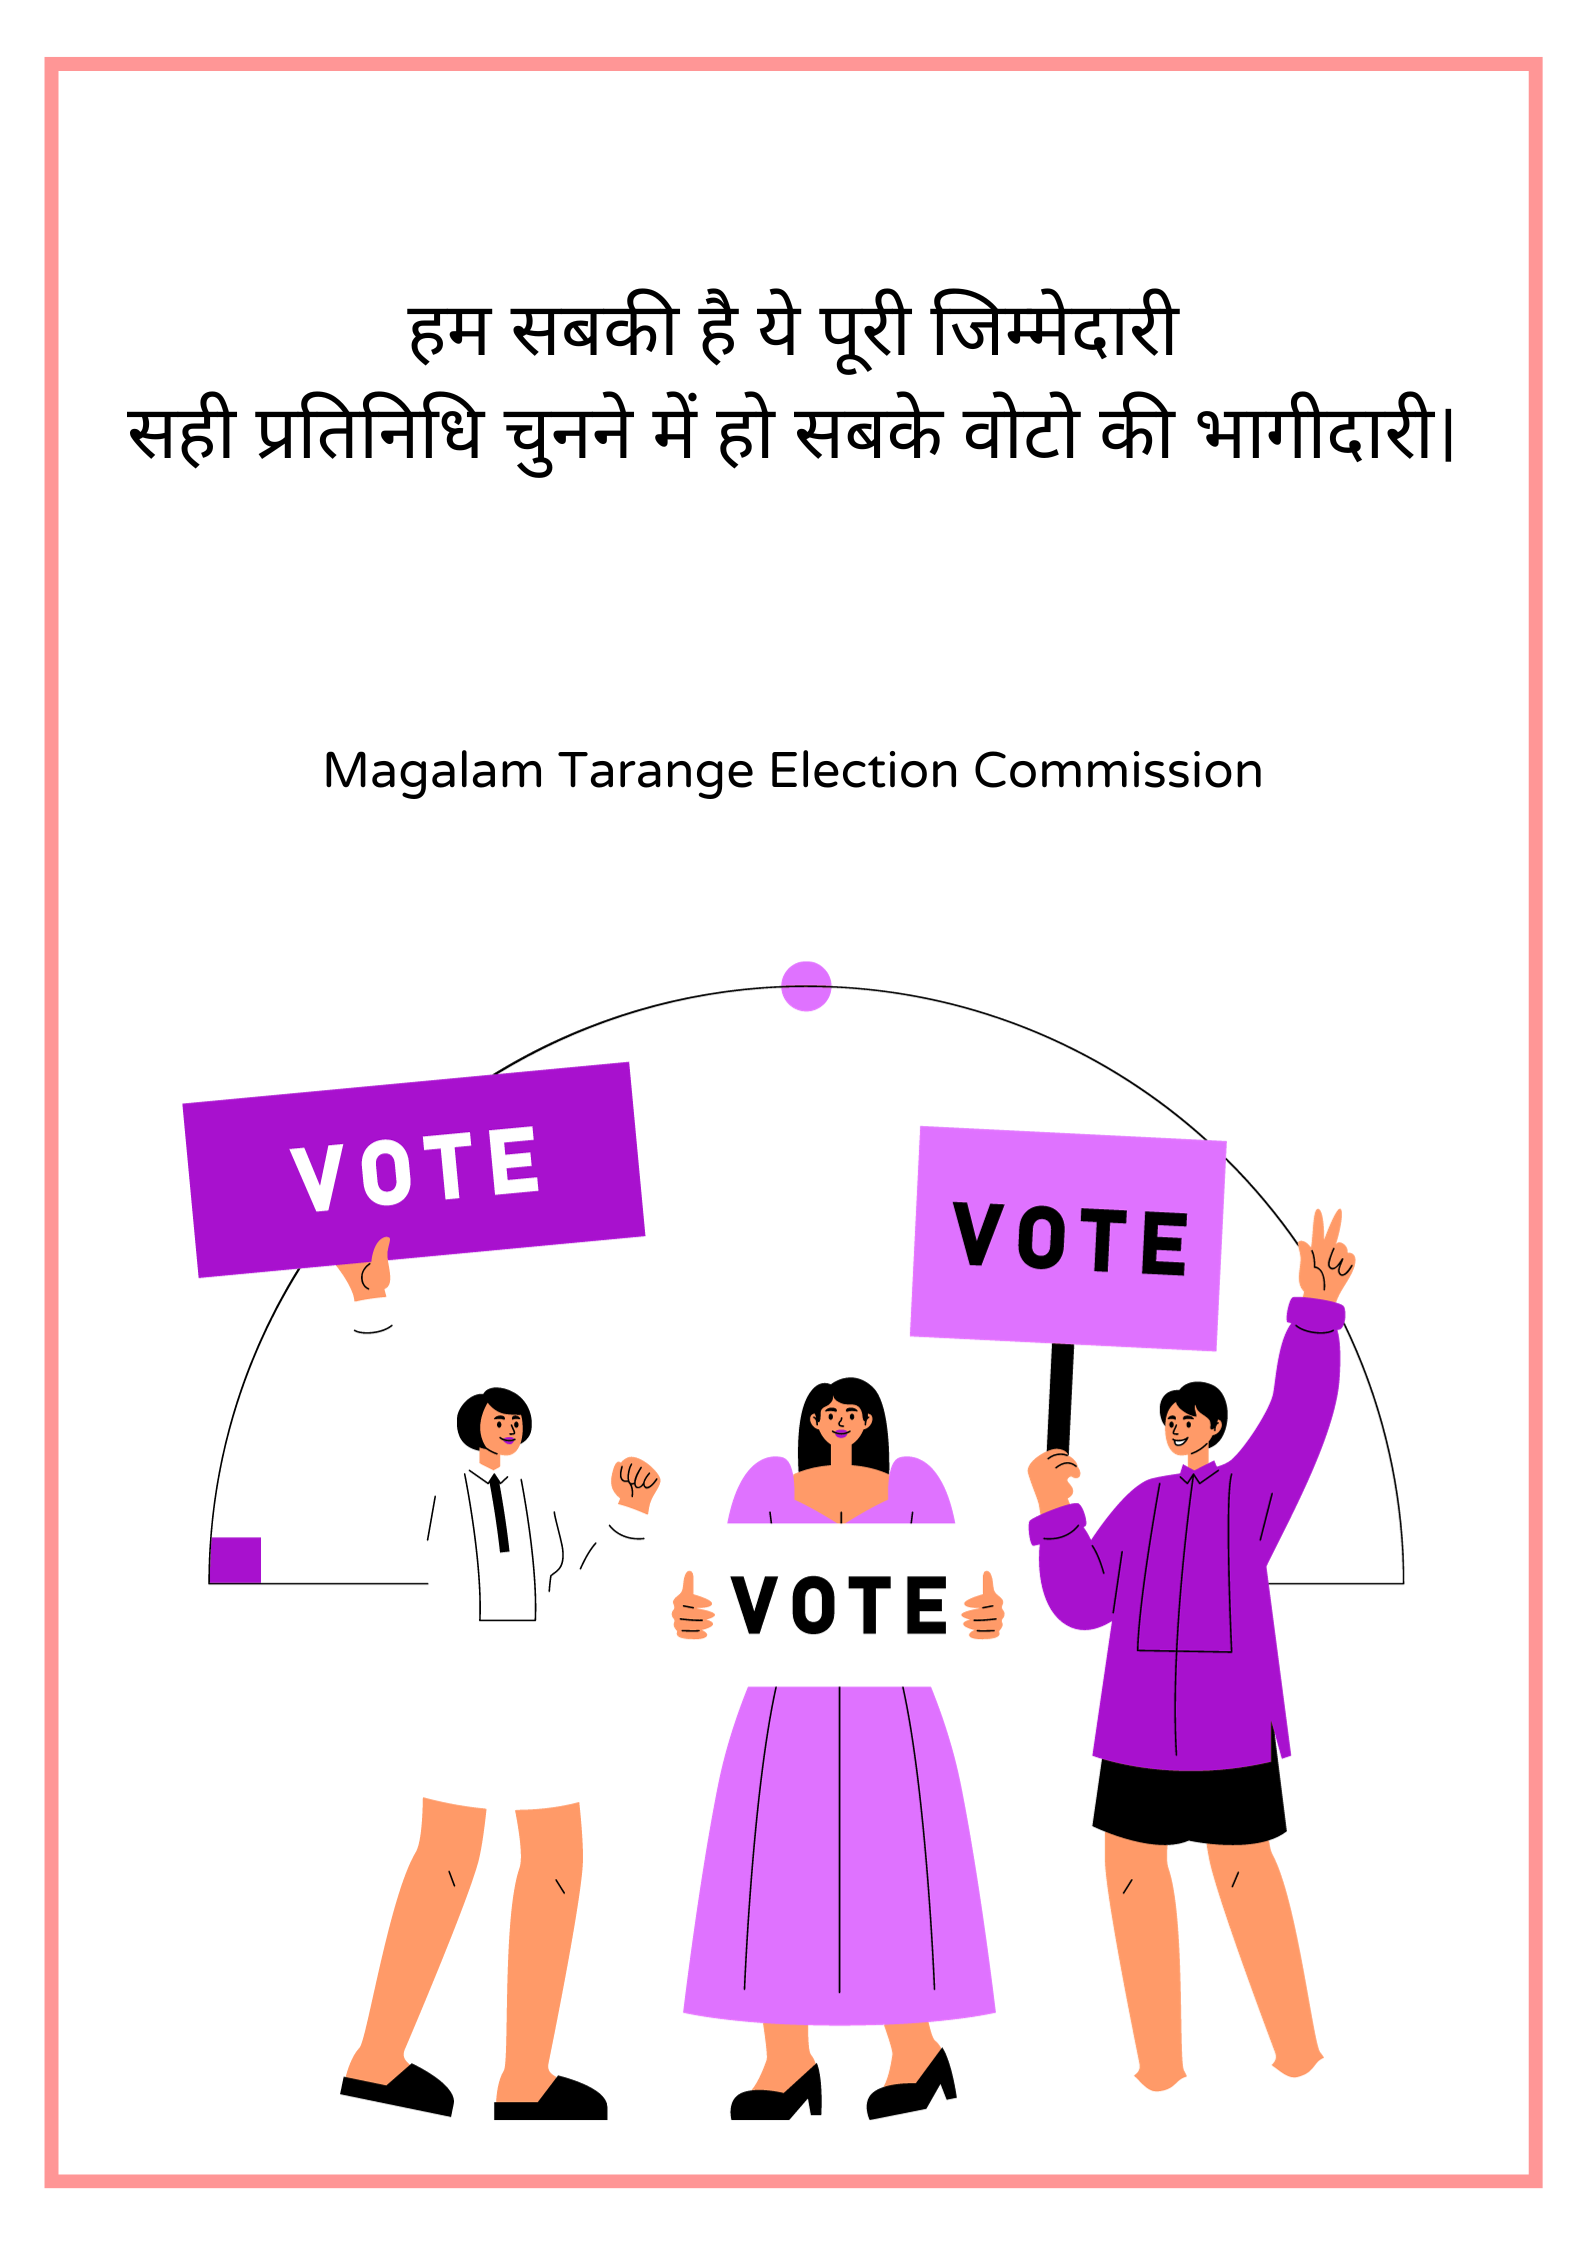 हम सबकी है ये पूरी जिम्मेदारी
सही प्रतिनिधि चुनने में हो सबके वोटो की भागीदारी।
Magalam Tarange Election Commission
VOTE
VOTE
VOTE